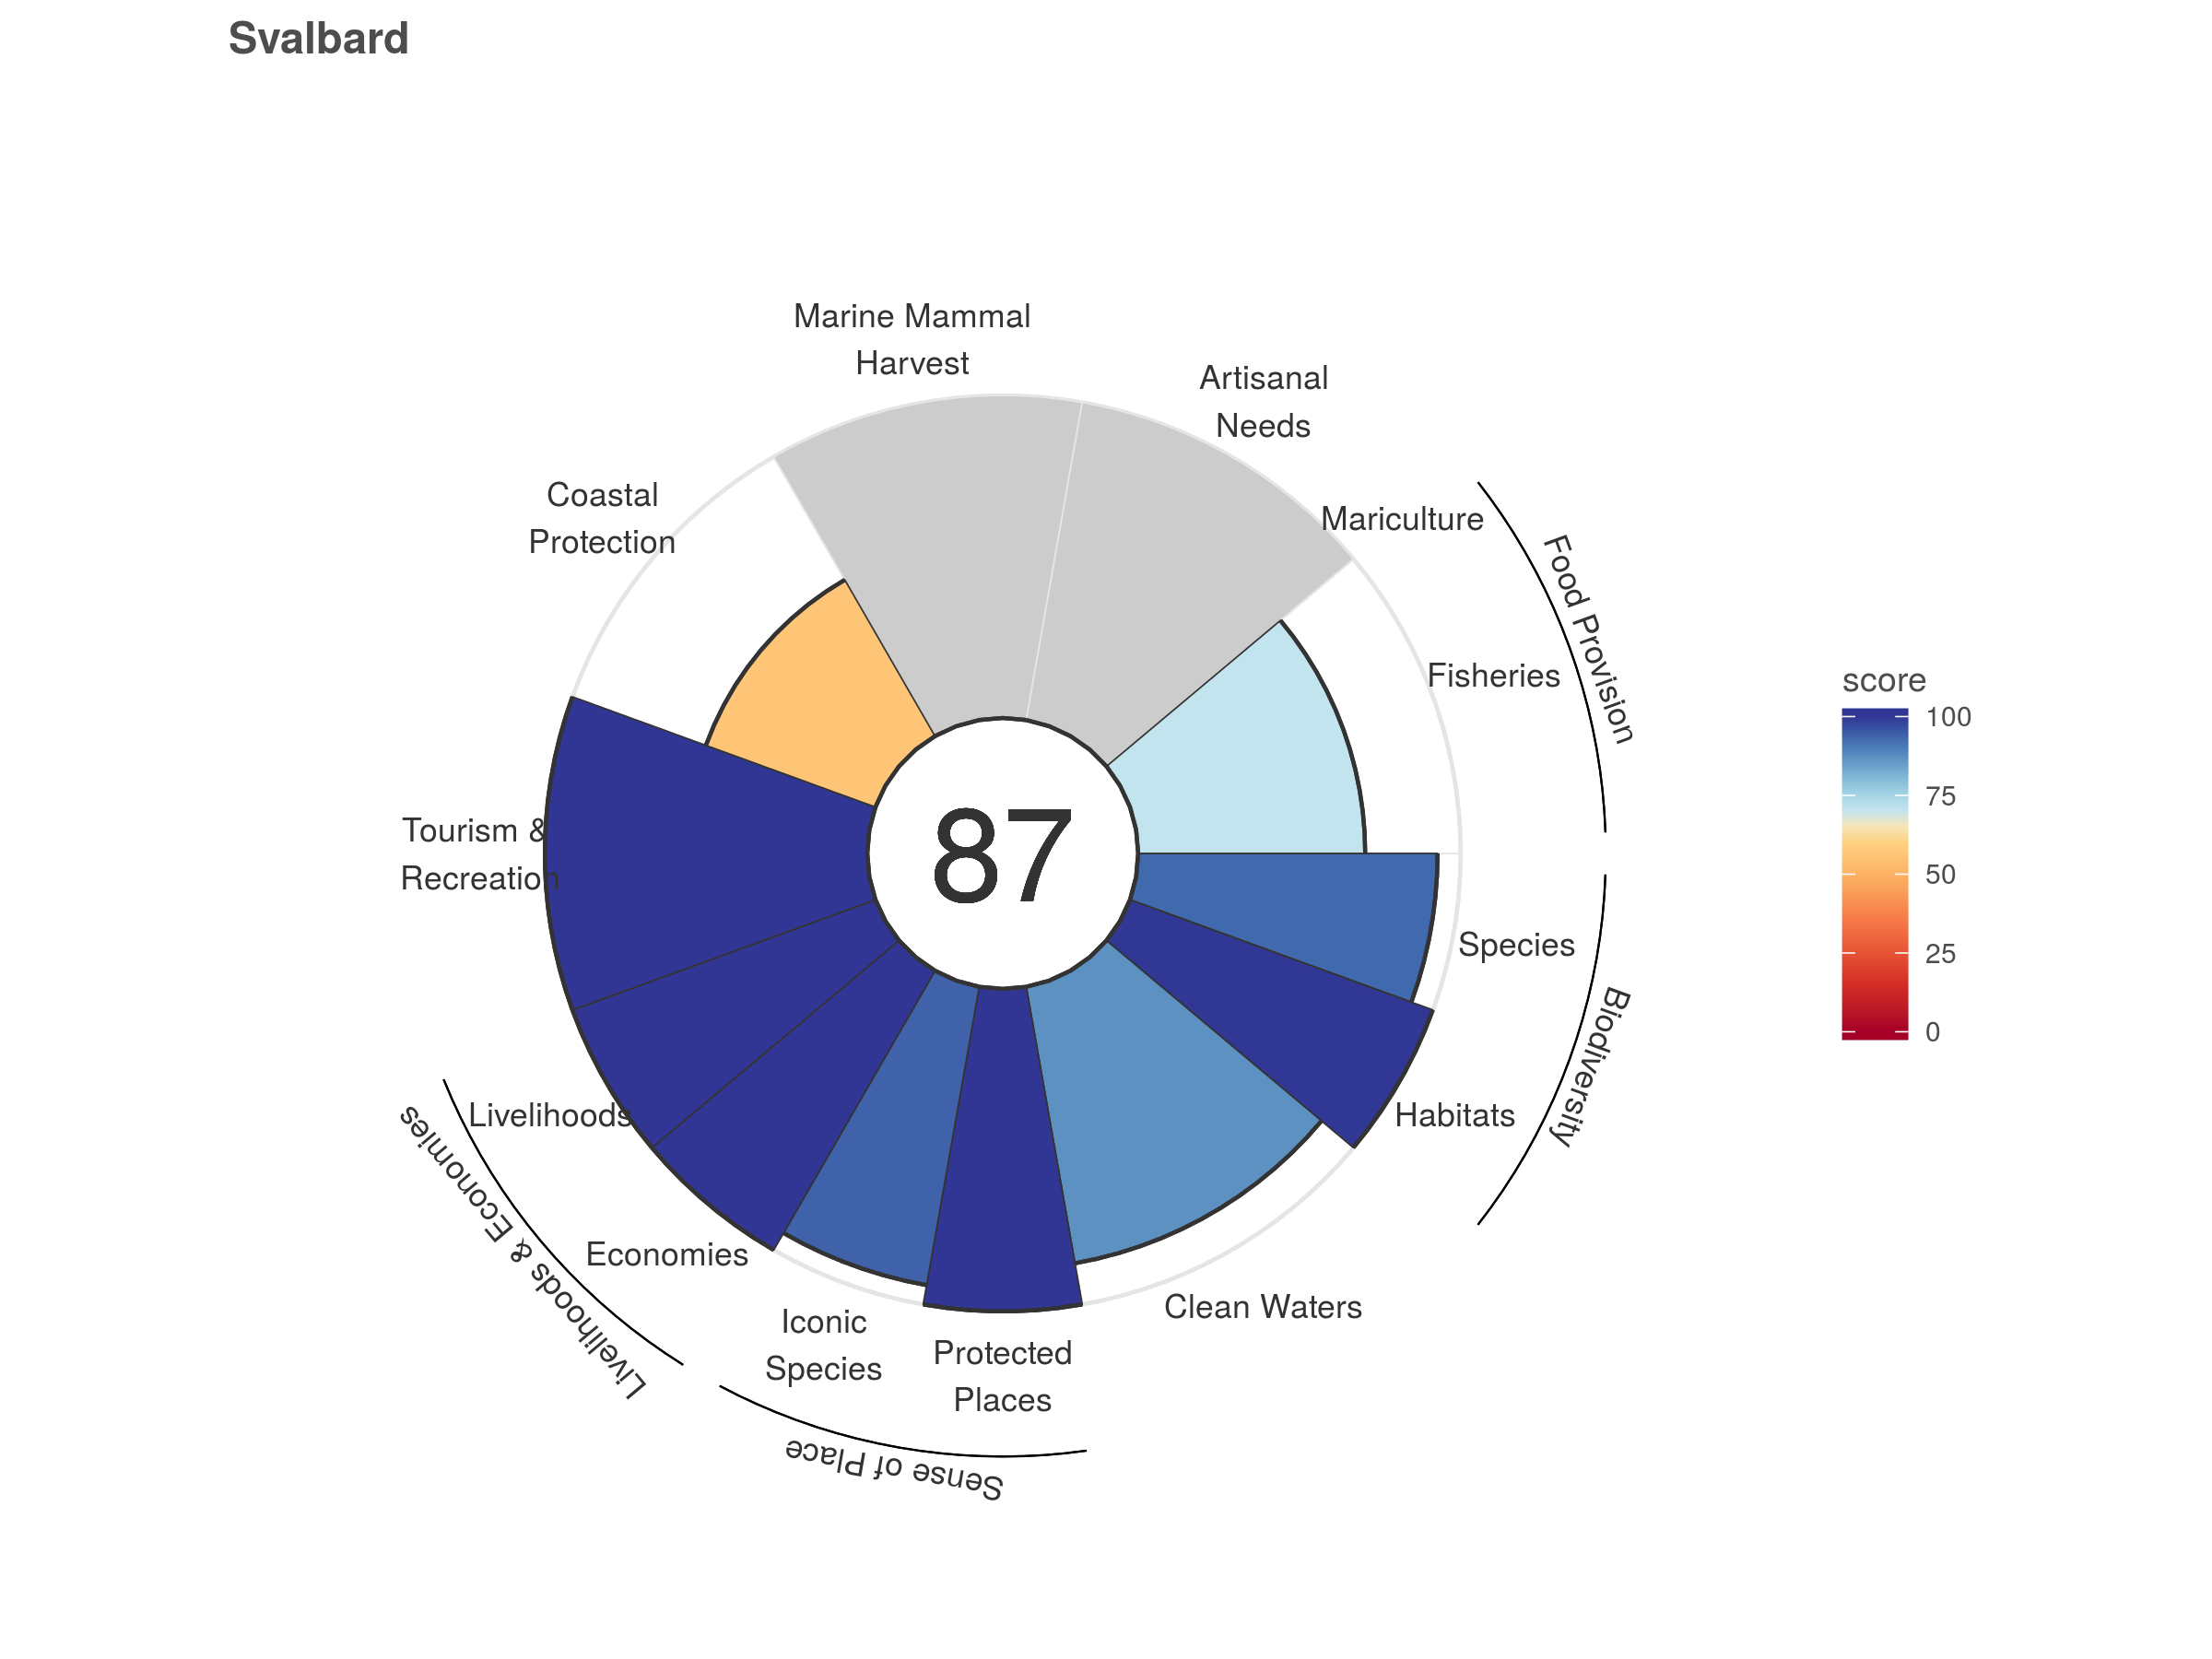 Svalbard
Marine Mammal
Harvest
Artisanal
Needs
Mariculture
Fisheries
Food Provision
Species
Biodiversity
Habitats
Clean Waters
Protected
Places
Iconic
Species
Sense of Place
Economies
Livelihoods
Livelihoods & Economies
Tourism &
Recreation
Coastal
Protection
87
score
100
75
50
25
0